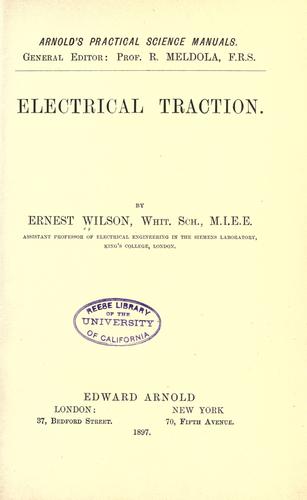 ARNOLD'S PRACTICAL SCIENCE MANUALS.
GENERAL EDITOR: PROF. R. MELDOLA, F.R.S.
ELECTRICAL TRACTION.
BY
ERNEST WILSON, WHIT. SCH., M.I.E.E.
ASSISTANT PROFESSOR OF ELECTRICAL ENGINEERING IN THE SIEMENS LABORATORY,
KING'S COLLEGE, LONDON.
REESE LIBRARY
OF THE
UNIVERSITY
OF CALIFORNIA
EDWARD ARNOLD
LONDON: NEW YORK
37, BEDFORD STREET. 70, FIFTH AVENUE.
1897.